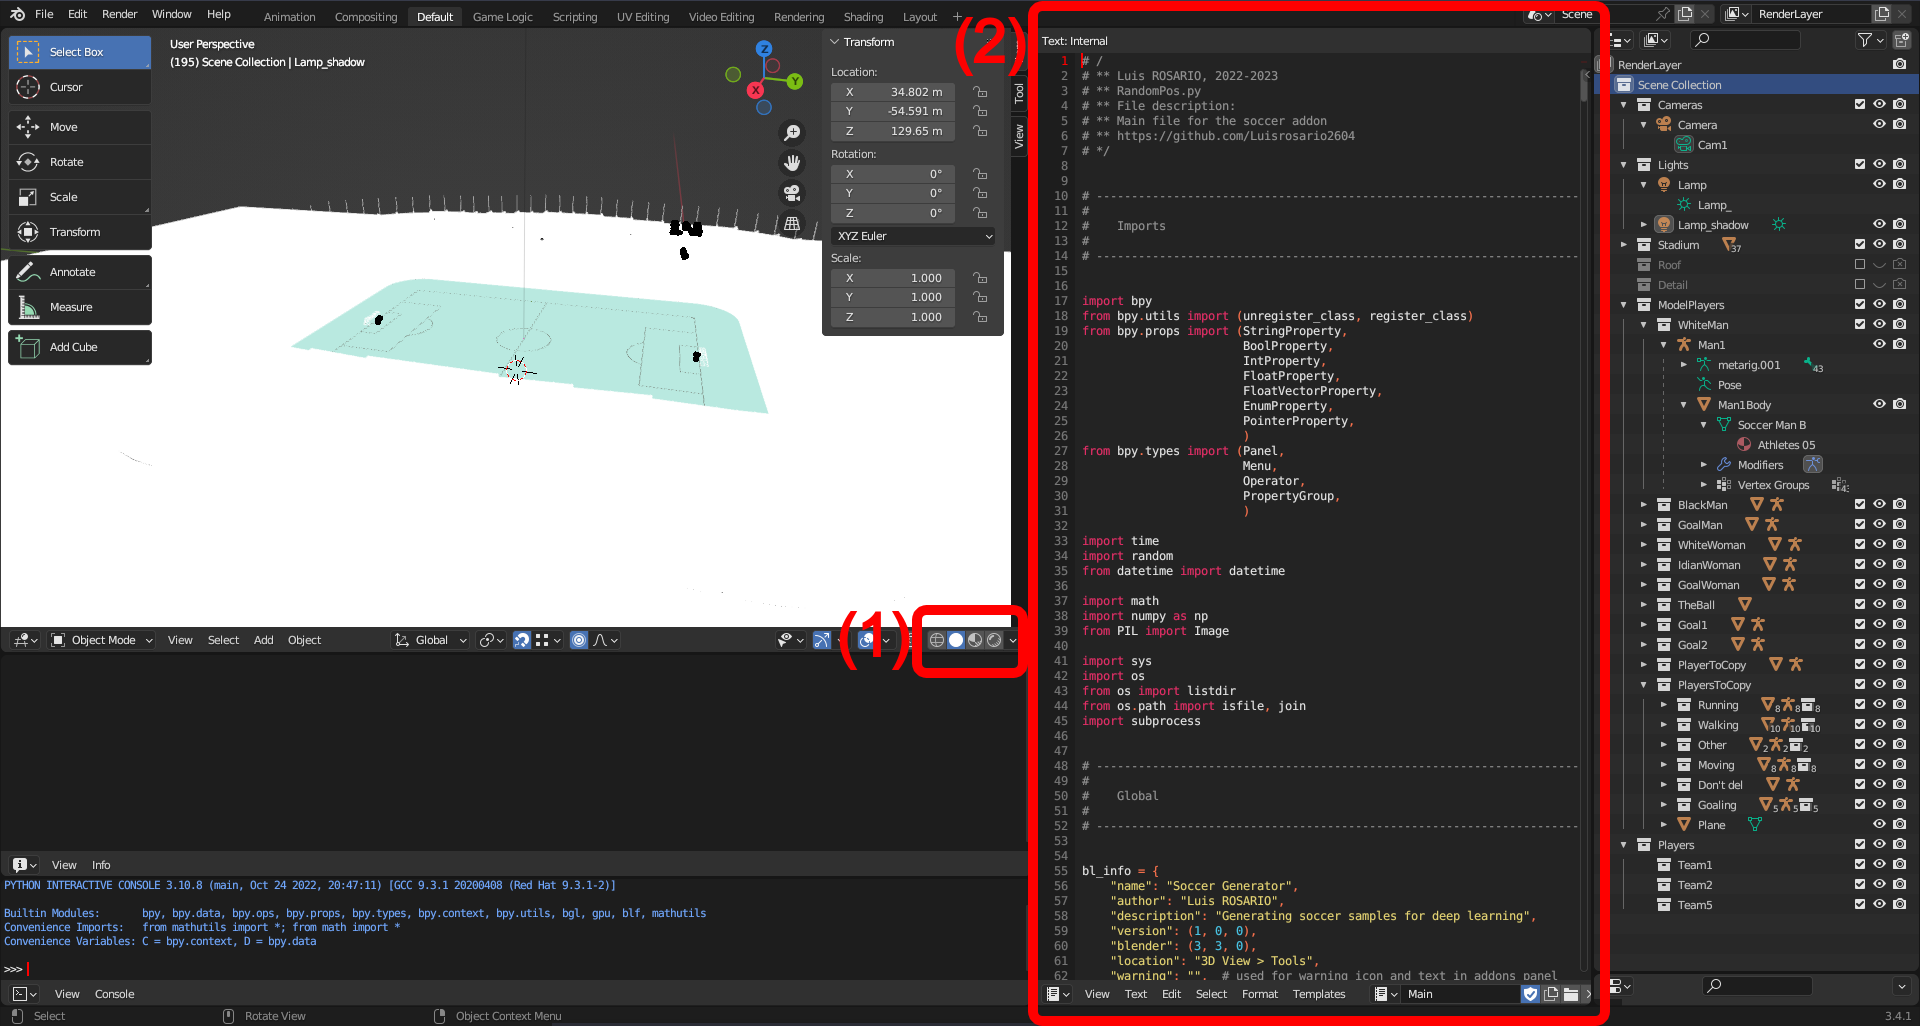 File Edit Render Window Help Animation Compositing Default Game Logic Scripting UV Editing Video Editing Rendering Shading Layout +
Scene
RenderLayer
Select Box
Cursor
Move
Rotate
Scale
Transform
Annotate
Measure
Add Cube
User Perspective
(195) Scene Collection | Lamp_shadow
Z
Y
X
Transform
Location:
X 34.802 m
Y -54.591 m
Z 129.65 m
Rotation:
X 0°
Y 0°
Z 0°
XYZ Euler
Scale:
X 1.000
Y 1.000
Z 1.000
Tool
View
(2)
(1)
Object Mode View Select Add Object Global
View Info
PYTHON INTERACTIVE CONSOLE 3.10.8 (main, Oct 24 2022, 20:47:11) [GCC 9.3.1 20200408 (Red Hat 9.3.1-2)]
Builtin Modules: bpy, bpy.data, bpy.ops, bpy.props, bpy.types, bpy.context, bpy.utils, bgl, gpu, blf, mathutils
Convenience Imports: from mathutils import *; from math import *
Convenience Variables: C = bpy.context, D = bpy.data
>>>
View Console
Select Rotate View Object Context Menu
Text: Internal
1 # /
2 # ** Luis ROSARIO, 2022-2023
3 # ** RandomPos.py
4 # ** File description:
5 # ** Main file for the soccer addon
6 # ** https://github.com/Luisrosario2604
7 # */
8
9
10 # ----------------------------------------------------------------------
11 #
12 # Imports
13 #
14 # ----------------------------------------------------------------------
15
16
17 import bpy
18 from bpy.utils import (unregister_class, register_class)
19 from bpy.props import (StringProperty,
20 BoolProperty,
21 IntProperty,
22 FloatProperty,
23 FloatVectorProperty,
24 EnumProperty,
25 PointerProperty,
26 )
27 from bpy.types import (Panel,
28 Menu,
29 Operator,
30 PropertyGroup,
31 )
32
33 import time
34 import random
35 from datetime import datetime
36
37 import math
38 import numpy as np
39 from PIL import Image
40
41 import sys
42 import os
43 from os import listdir
44 from os.path import isfile, join
45 import subprocess
46
47
48 # ----------------------------------------------------------------------
49 #
50 # Global
51 #
52 # ----------------------------------------------------------------------
53
54
55 bl_info = {
56 "name": "Soccer Generator",
57 "author": "Luis ROSARIO",
58 "description": "Generating soccer samples for deep learning",
59 "version": (1, 0, 0),
60 "blender": (3, 3, 0),
61 "location": "3D View > Tools",
62 "warning": "", # used for warning icon and text in addons panel
View Text Edit Select Format Templates Main
RenderLayer
Scene Collection
Cameras
Camera
Cam1
Lights
Lamp
Lamp_
Lamp_shadow
Stadium 37
Roof
Detail
ModelPlayers
WhiteMan
Man1
metarig.001 43
Pose
Man1Body
Soccer Man B
Athletes 05
Modifiers
Vertex Groups
BlackMan
GoalMan
WhiteWoman
IdianWoman
GoalWoman
TheBall
Goal1
Goal2
PlayerToCopy
PlayersToCopy
Running 8 8 8
Walking 10 10 10
Other 2 2 2
Moving 8 8 8
Don't del
Goaling 5 5 5
Plane
Players
Team1
Team2
Team5
3.4.1